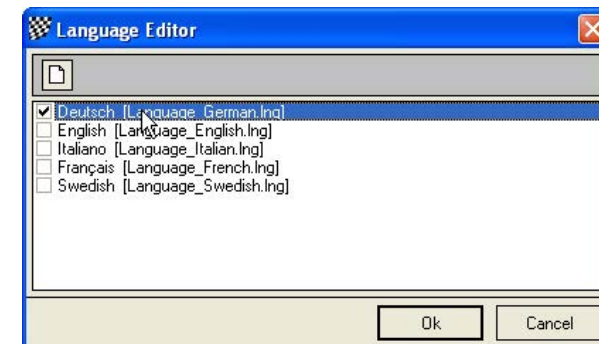 Language Editor
Deutsch [Language_German.lng]
English [Language_English.lng]
Italiano [Language_Italian.lng]
Français [Language_French.lng]
Swedish [Language_Swedish.lng]
Ok Cancel